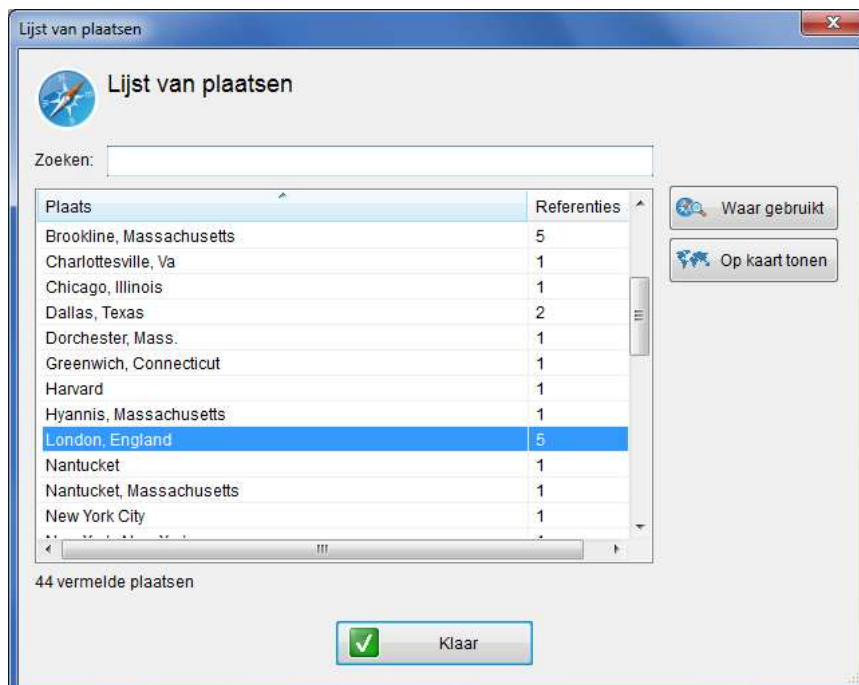 Lijst van plaatsen
Lijst van plaatsen
Zoeken:
Plaats Referenties
Brookline, Massachusetts 5
Charlottesville, Va 1
Chicago, Illinois 1
Dallas, Texas 2
Dorchester, Mass. 1
Greenwich, Connecticut 1
Harvard 1
Hyannis, Massachusetts 1
London, England 5
Nantucket 1
Nantucket, Massachusetts 1
New York City 1
Waar gebruikt
Op kaart tonen
44 vermelde plaatsen
Klaar